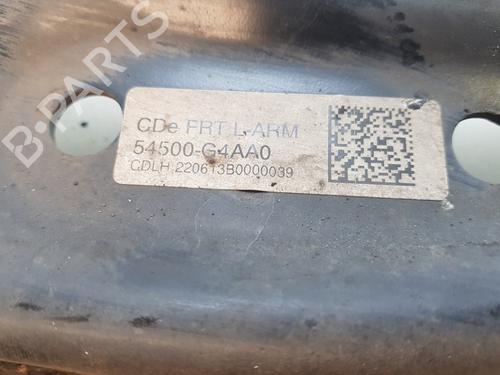 B-PARTS
CDe FRT L-ARM
54500-G4AA0
CDLH 220613B0000039